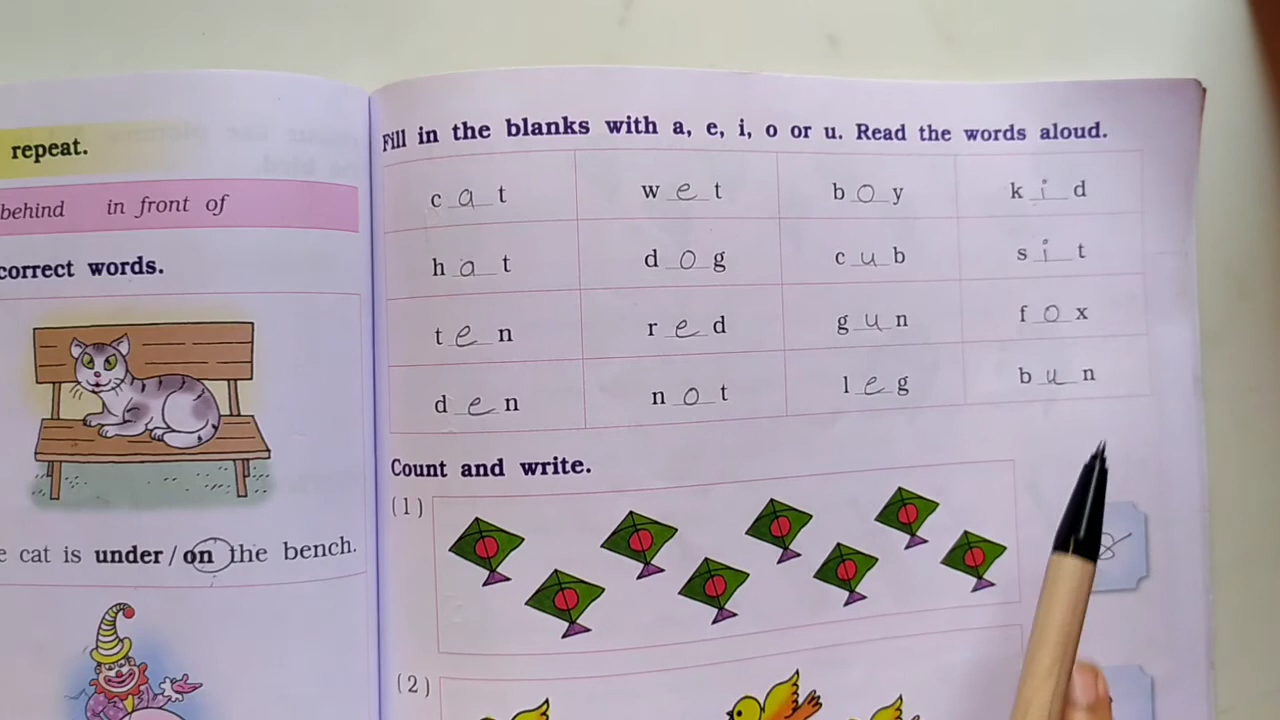 repeat.
behind in front of
correct words.
e cat is under / on the bench.
Fill in the blanks with a, e, i, o or u. Read the words aloud.
c a t w e t b o y k i d
h a t d o g c u b s i t
t e n r e d g u n f o x
d e n n o t l e g b u n
Count and write.
(1)
8
(2)